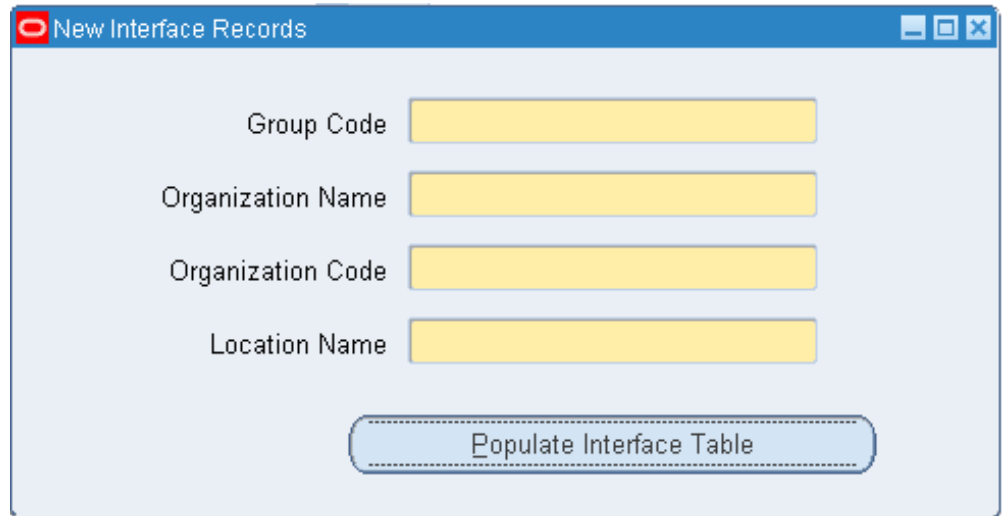 New Interface Records
Group Code
Organization Name
Organization Code
Location Name
Populate Interface Table